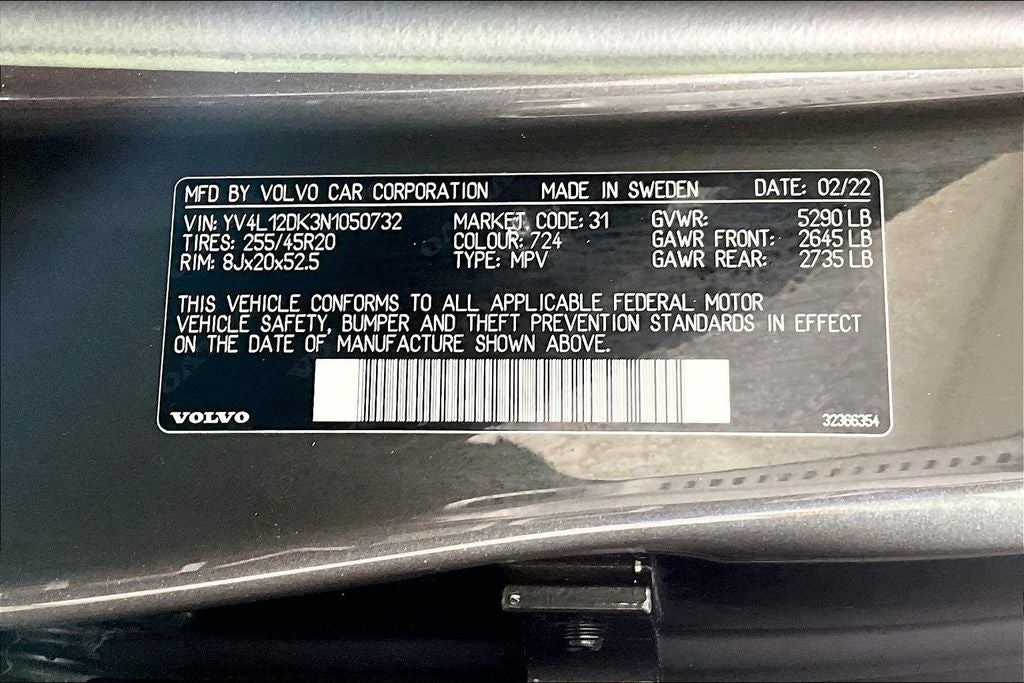 MFD BY VOLVO CAR CORPORATION MADE IN SWEDEN DATE: 02/22
VIN: YV4L12DK3N1050732 MARKET CODE: 31 GVWR: 5290 LB
TIRES: 255/45R20 COLOUR: 724 GAWR FRONT: 2645 LB
RIM: 8Jx20x52.5 TYPE: MPV GAWR REAR: 2735 LB
THIS VEHICLE CONFORMS TO ALL APPLICABLE FEDERAL MOTOR
VEHICLE SAFETY, BUMPER AND THEFT PREVENTION STANDARDS IN EFFECT
ON THE DATE OF MANUFACTURE SHOWN ABOVE.
VOLVO 32366354